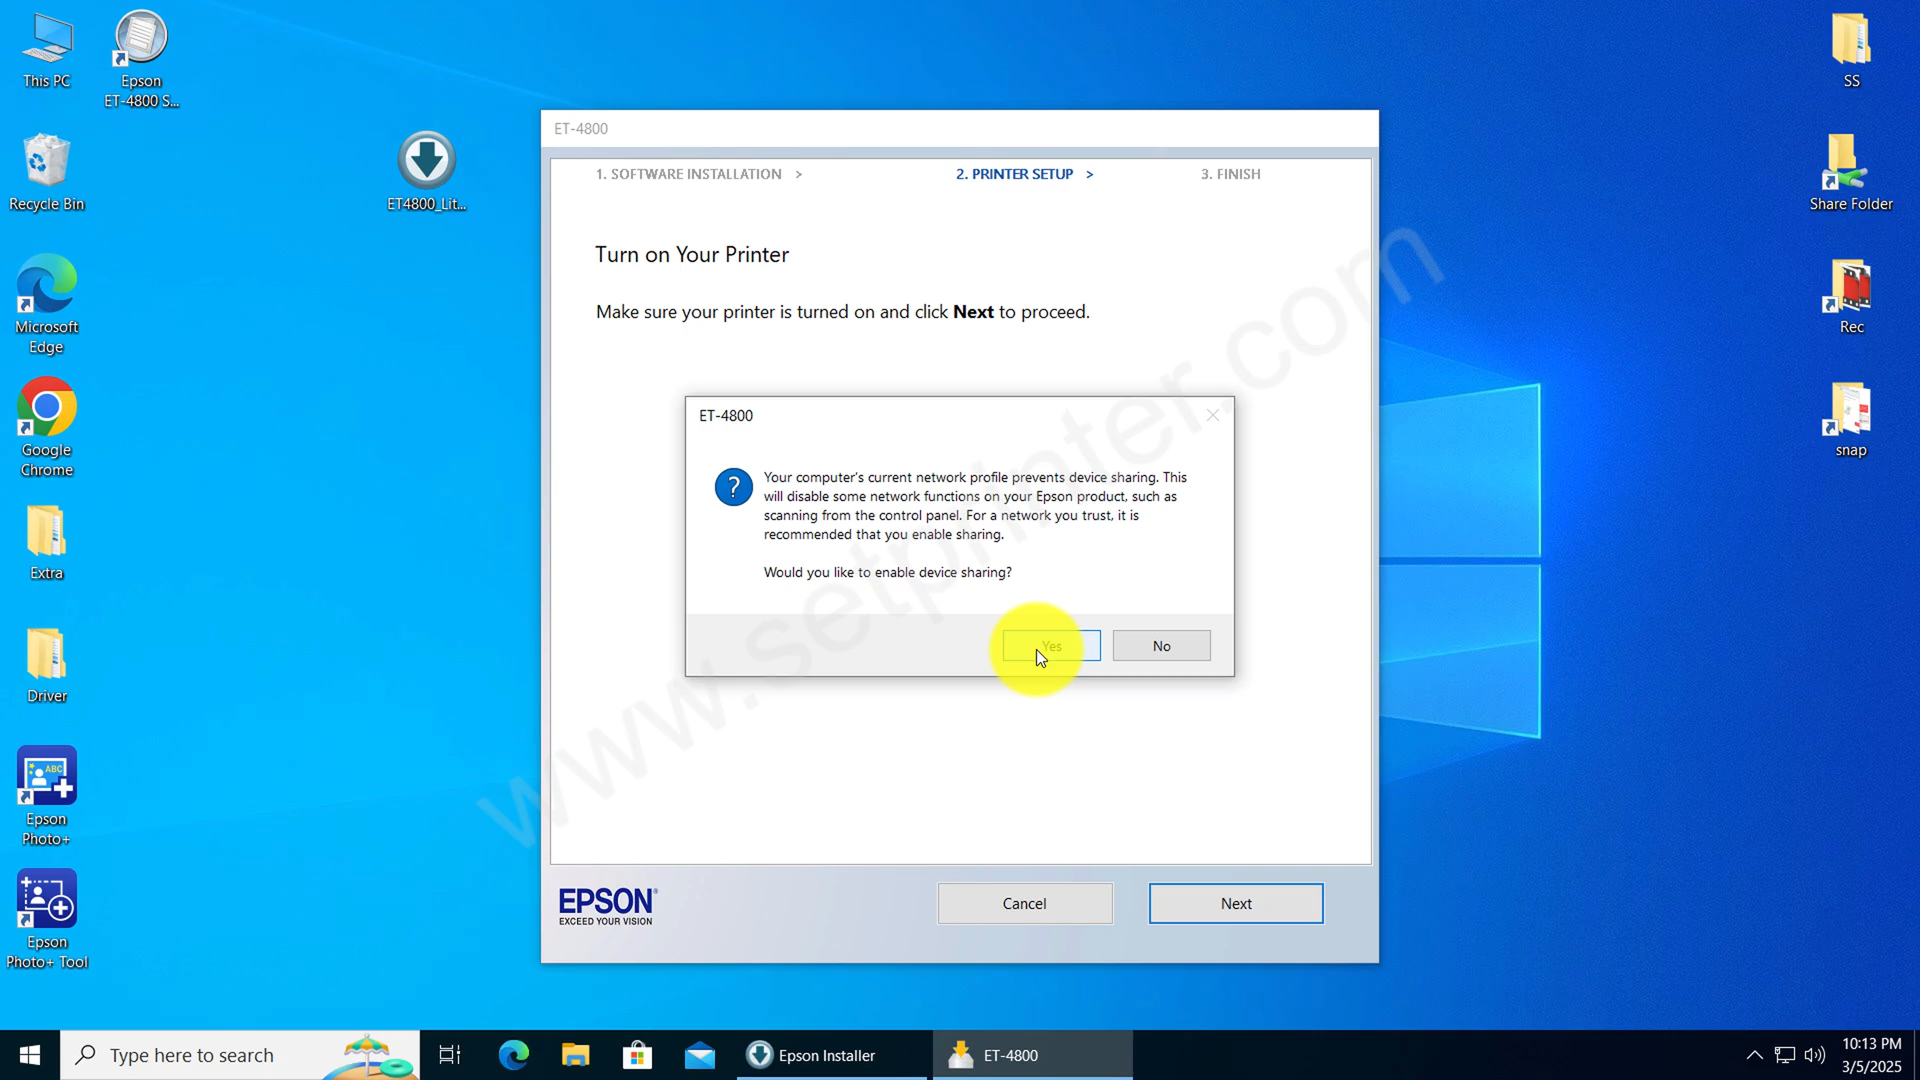 This PC
Epson
ET-4800 S...
Recycle Bin
ET4800_Lit...
Microsoft
Edge
Google
Chrome
Extra
Driver
ABC
Epson
Photo+
Epson
Photo+ Tool
SS
Share Folder
Rec
snap
ET-4800
1. SOFTWARE INSTALLATION >
2. PRINTER SETUP >
3. FINISH
Turn on Your Printer
Make sure your printer is turned on and click Next to proceed.
ET-4800
?
Your computer's current network profile prevents device sharing. This
will disable some network functions on your Epson product, such as
scanning from the control panel. For a network you trust, it is
recommended that you enable sharing.
Would you like to enable device sharing?
Yes
No
www.setprinter.com
EPSON®
EXCEED YOUR VISION
Cancel
Next
Type here to search
Epson Installer
ET-4800
10:13 PM
3/5/2025